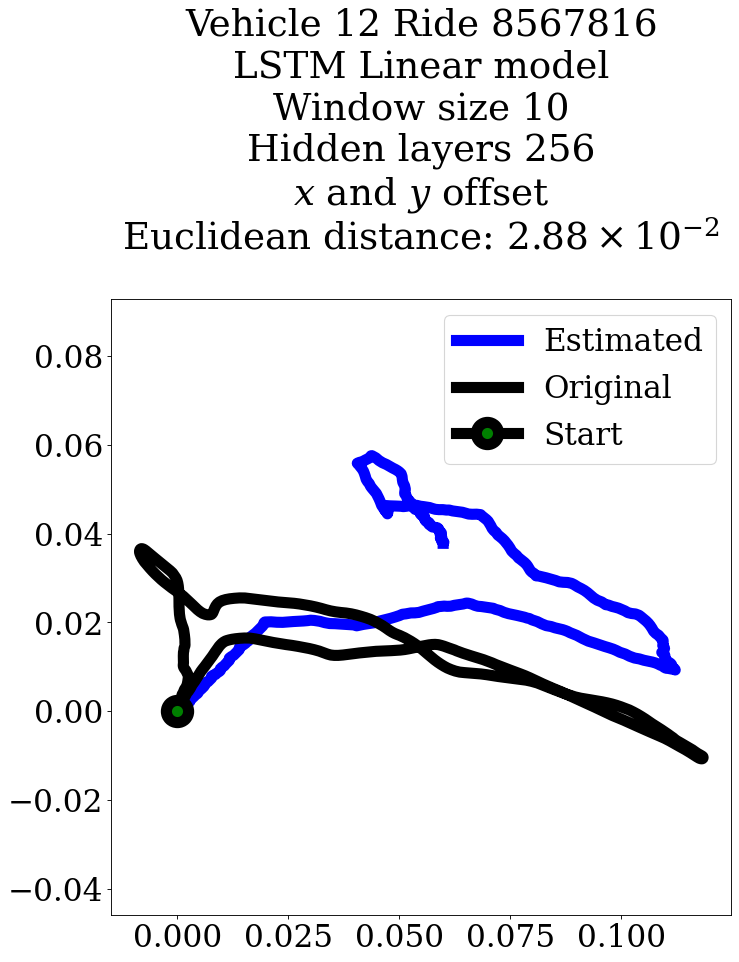 Vehicle 12 Ride 8567816
LSTM Linear model
Window size 10
Hidden layers 256
x and y offset
Euclidean distance: 2.88 × 10⁻²
Estimated
Original
Start
0.08
0.06
0.04
0.02
0.00
−0.02
−0.04
0.000 0.025 0.050 0.075 0.100